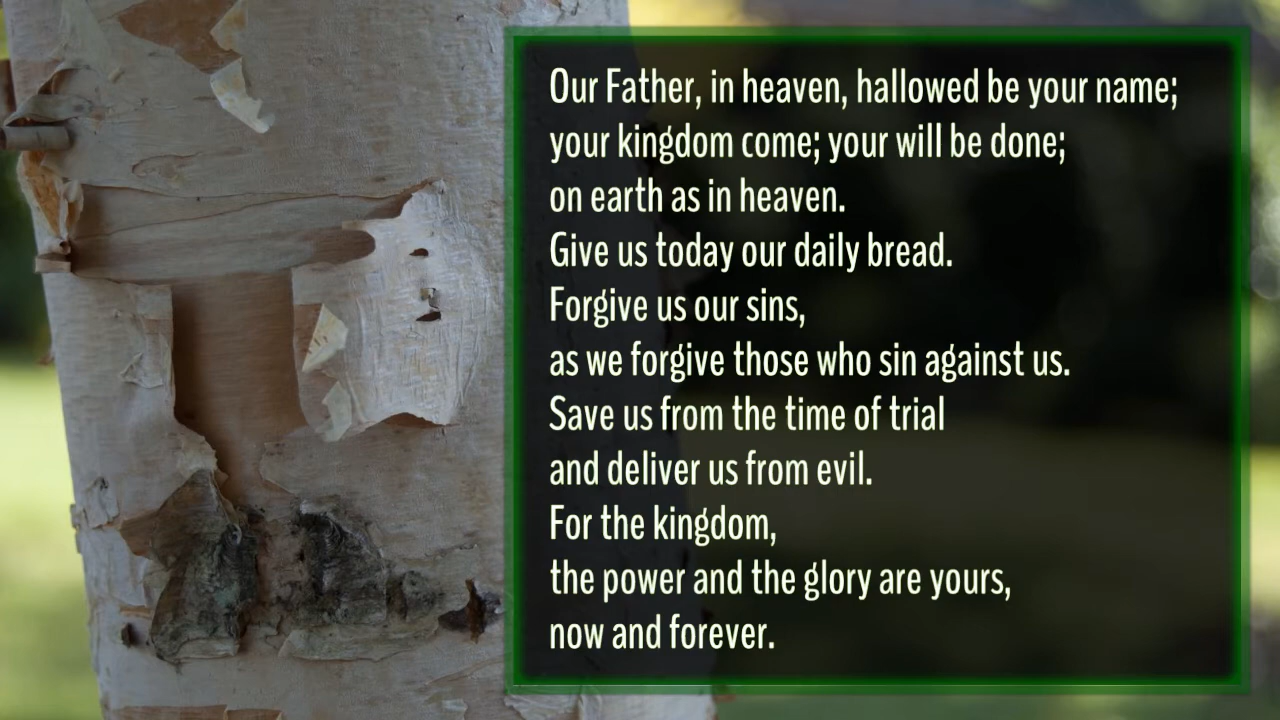 Our Father, in heaven, hallowed be your name;
your kingdom come; your will be done;
on earth as in heaven.
Give us today our daily bread.
Forgive us our sins,
as we forgive those who sin against us.
Save us from the time of trial
and deliver us from evil.
For the kingdom,
the power and the glory are yours,
now and forever.